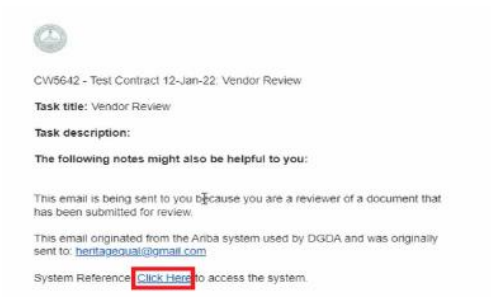 CW5642 - Test Contract 12-Jan-22: Vendor Review
Task title: Vendor Review
Task description:
The following notes might also be helpful to you:
This email is being sent to you because you are a reviewer of a document that
has been submitted for review.
This email originated from the Ariba system used by DGDA and was originally
sent to: heritagequal@gmail.com
System Reference: Click Here to access the system.